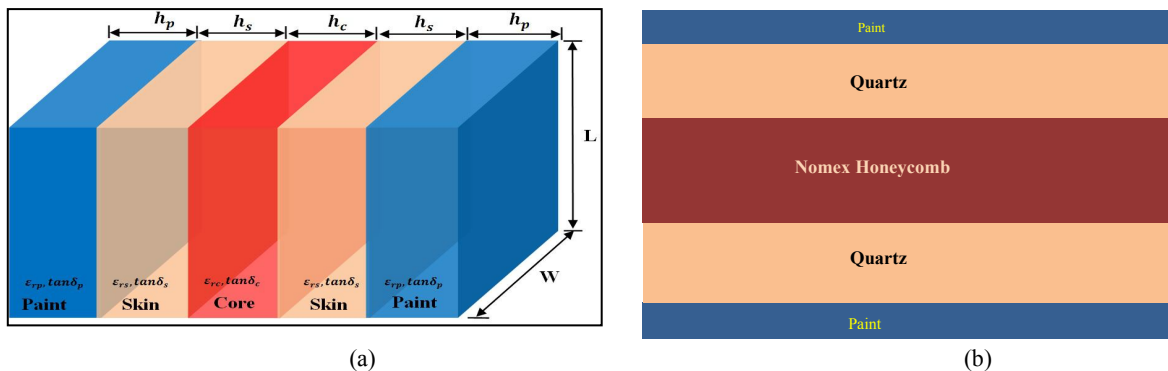 h_p h_s h_c h_s h_p
L
W
ε_rp, tanδ_p ε_rs, tanδ_s ε_rc, tanδ_c ε_rs, tanδ_s ε_rp, tanδ_p
Paint Skin Core Skin Paint
(a)
Paint
Quartz
Nomex Honeycomb
Quartz
Paint
(b)